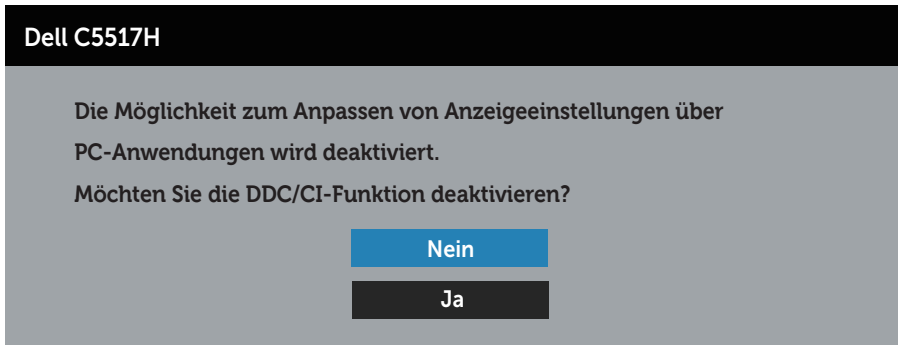 Dell C5517H
Die Möglichkeit zum Anpassen von Anzeigeeinstellungen über
PC-Anwendungen wird deaktiviert.
Möchten Sie die DDC/CI-Funktion deaktivieren?
Nein
Ja